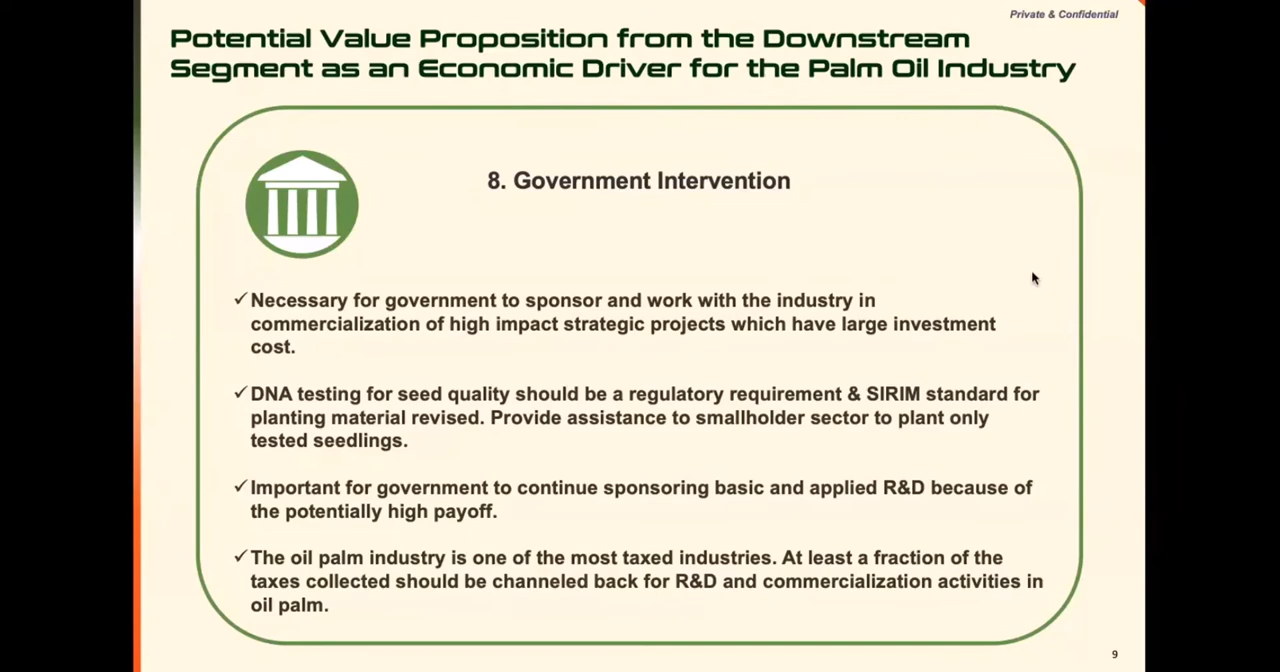 Private & Confidential
Potential Value Proposition from the Downstream
Segment as an Economic Driver for the Palm Oil Industry
8. Government Intervention
✓Necessary for government to sponsor and work with the industry in
commercialization of high impact strategic projects which have large investment
cost.
✓DNA testing for seed quality should be a regulatory requirement & SIRIM standard for
planting material revised. Provide assistance to smallholder sector to plant only
tested seedlings.
✓Important for government to continue sponsoring basic and applied R&D because of
the potentially high payoff.
✓The oil palm industry is one of the most taxed industries. At least a fraction of the
taxes collected should be channeled back for R&D and commercialization activities in
oil palm.
9